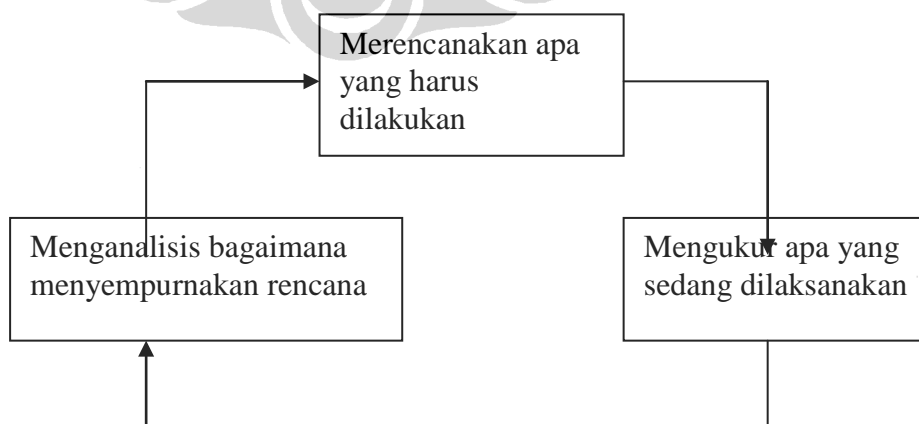 Merencanakan apa
yang harus
dilakukan
Menganalisis bagaimana
menyempurnakan rencana
Mengukur apa yang
sedang dilaksanakan